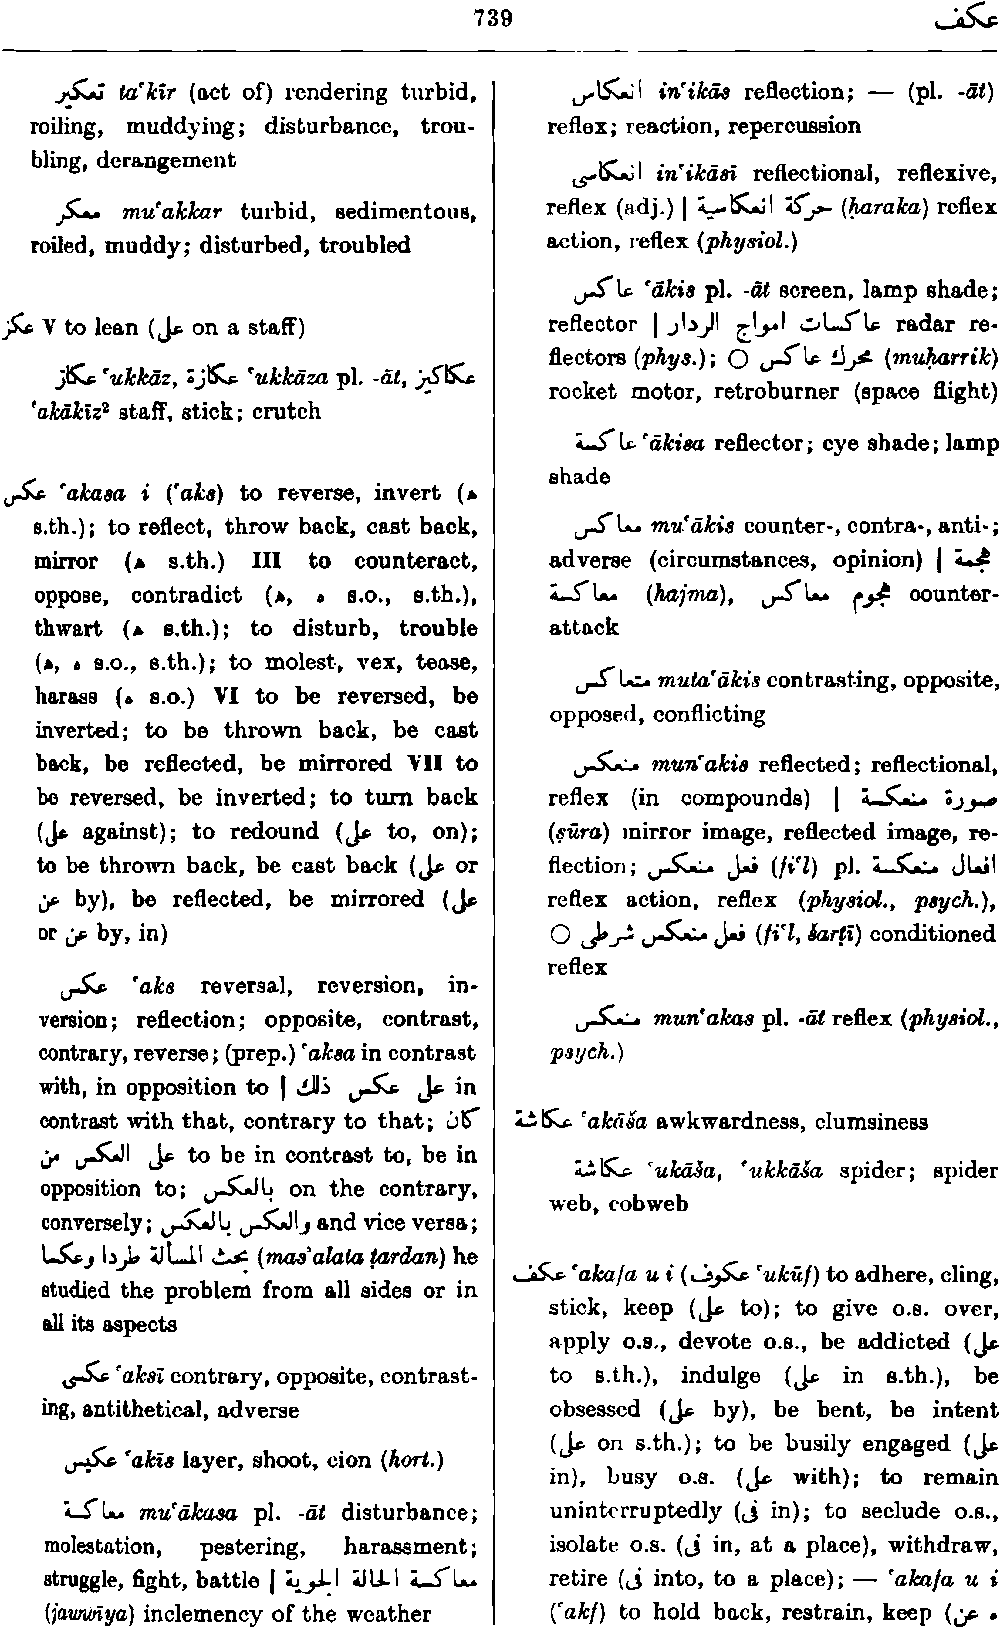 739
عكف
تعكير ta‘kīr (act of) rendering turbid,
roiling, muddying; disturbance, trou-
bling, derangement
معكر mu‘akkar turbid, sedimentous,
roiled, muddy; disturbed, troubled
عكز V to lean (على on a staff)
عكاز ‘ukkāz, عكازة ‘ukkāza pl. -āt, عكاكيز
‘akākīz² staff, stick; crutch
عكس ‘akasa i (‘aks) to reverse, invert (ه
s.th.); to reflect, throw back, cast back,
mirror (ه s.th.) III to counteract,
oppose, contradict (ه, ه s.o., s.th.),
thwart (ه s.th.); to disturb, trouble
(ه, ه s.o., s.th.); to molest, vex, tease,
harass (ه s.o.) VI to be reversed, be
inverted; to be thrown back, be cast
back, be reflected, be mirrored VII to
be reversed, be inverted; to turn back
(على against); to redound (على to, on);
to be thrown back, be cast back (على or
عن by), be reflected, be mirrored (على
or عن by, in)
عكس ‘aks reversal, reversion, in-
version; reflection; opposite, contrast,
contrary, reverse; (prep.) ‘aksa in contrast
with, in opposition to | على عكس ذلك in
contrast with that, contrary to that; كان
على العكس من to be in contrast to, be in
opposition to; بالعكس on the contrary,
conversely; والعكس بالعكس and vice versa;
بحث المسألة طردا وعكسا (mas’alata ṭardan) he
studied the problem from all sides or in
all its aspects
عكسى ‘aksī contrary, opposite, contrast-
ing, antithetical, adverse
عكيس ‘akīs layer, shoot, cion (hort.)
معاكسة mu‘ākasa pl. -āt disturbance;
molestation, pestering, harassment;
struggle, fight, battle | معاكسة الحالة الجوية
(jawwīya) inclemency of the weather
انعكاس in‘ikās reflection; — (pl. -āt)
reflex; reaction, repercussion
انعكاسى in‘ikāsī reflectional, reflexive,
reflex (adj.) | حركة انعكاسية (ḥaraka) reflex
action, reflex (physiol.)
عاكس ‘ākis pl. -āt screen, lamp shade;
reflector | عاكسات امواج الردار radar re-
flectors (phys.); ○ محرك عاكس (muḥarrik)
rocket motor, retroburner (space flight)
عاكسة ‘ākisa reflector; eye shade; lamp
shade
معاكس mu‘ākis counter-, contra-, anti-;
adverse (circumstances, opinion) | هجمة
معاكسة (hajma), هجوم معاكس counter-
attack
متعاكس muta‘ākis contrasting, opposite,
opposed, conflicting
منعكس mun‘akis reflected; reflectional,
reflex (in compounds) | صورة منعكسة
(ṣūra) mirror image, reflected image, re-
flection; فعل منعكس (fi‘l) pl. افعال منعكسة
reflex action, reflex (physiol., psych.),
○ فعل منعكس شرطى (fi‘l, šarṭī) conditioned
reflex
منعكس mun‘akas pl. -āt reflex (physiol.,
psych.)
عكاشة ‘akāša awkwardness, clumsiness
عكاشة ‘ukāša, ‘ukkāša spider; spider
web, cobweb
عكف ‘akafa u i (عكوف ‘ukūf) to adhere, cling,
stick, keep (على to); to give o.s. over,
apply o.s., devote o.s., be addicted (على
to s.th.), indulge (على in s.th.), be
obsessed (على by), be bent, be intent
(على on s.th.); to be busily engaged (على
in), busy o.s. (على with); to remain
uninterruptedly (فى in); to seclude o.s.,
isolate o.s. (فى in, at a place), withdraw,
retire (فى into, to a place); — ‘akafa u i
(‘akf) to hold back, restrain, keep (عن ه